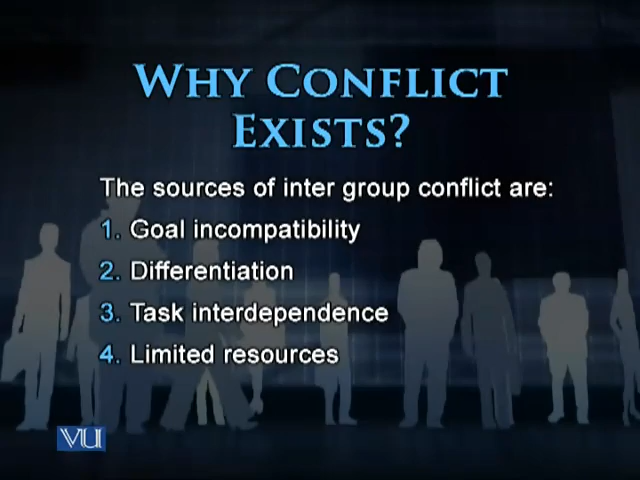 WHY CONFLICT
EXISTS?
The sources of inter group conflict are:
1. Goal incompatibility
2. Differentiation
3. Task interdependence
4. Limited resources
VU